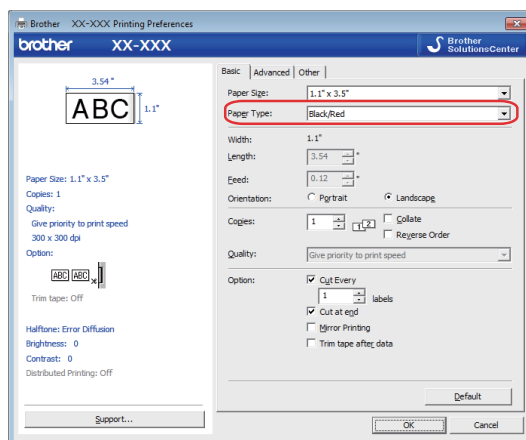 Brother XX-XXX Printing Preferences
brother XX-XXX
Brother
SolutionsCenter
3.54 "
ABC
1.1"
Paper Size: 1.1" x 3.5"
Copies: 1
Quality:
Give priority to print speed
300 x 300 dpi
Option:
ABC ABC
Trim tape: Off
Halftone: Error Diffusion
Brightness: 0
Contrast: 0
Distributed Printing: Off
Support...
Basic Advanced Other
Paper Size: 1.1" x 3.5"
Paper Type: Black/Red
Width: 1.1"
Length: 3.54 "
Feed: 0.12 "
Orientation: Portrait Landscape
Copies: 1 1 2 Collate
Reverse Order
Quality: Give priority to print speed
Option: Cut Every
1 labels
Cut at end
Mirror Printing
Trim tape after data
Default
OK Cancel